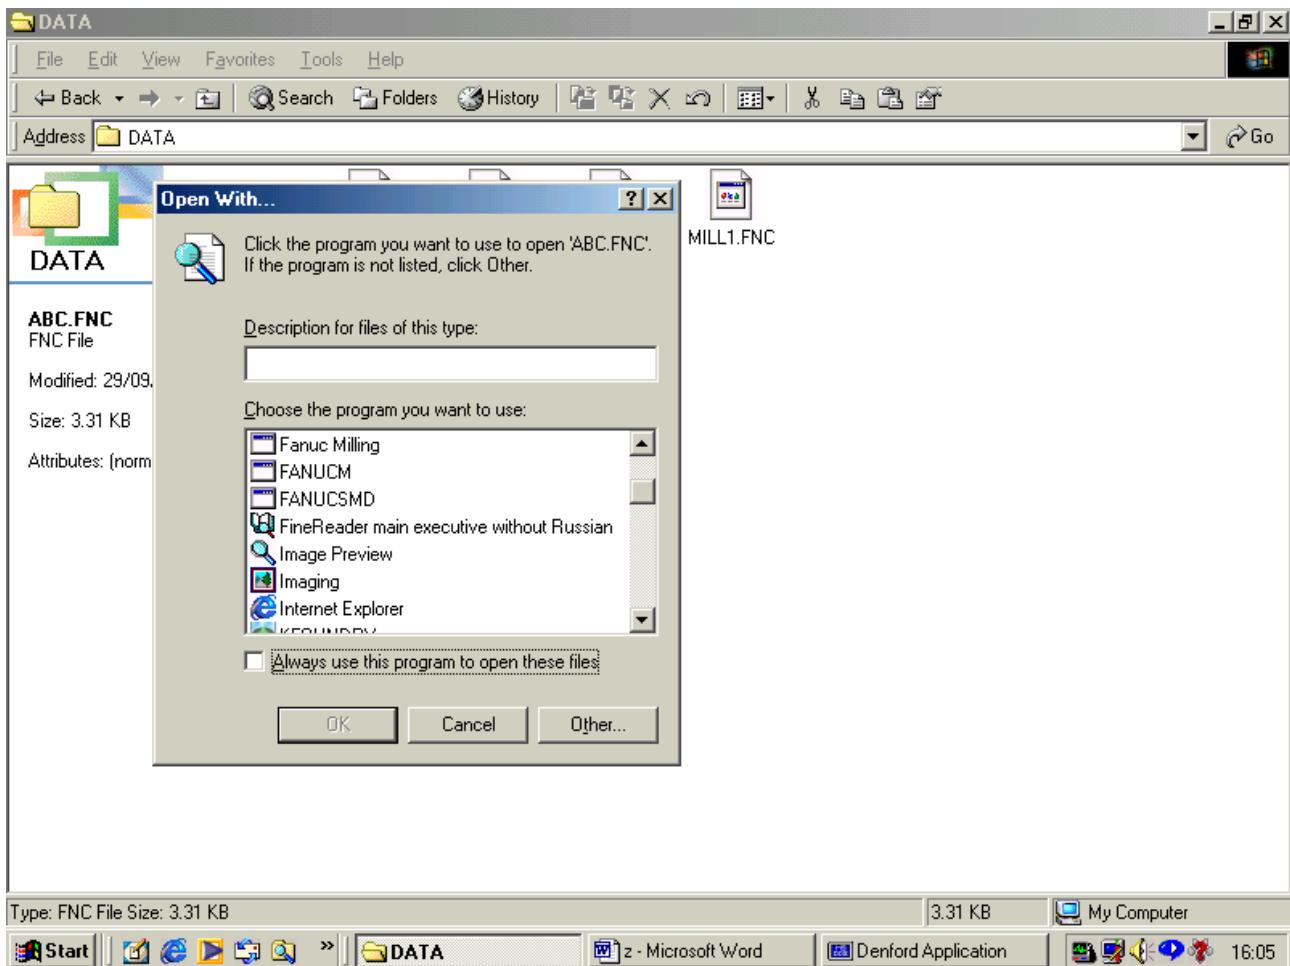 DATA
File Edit View Favorites Tools Help
Back Search Folders History
Address DATA Go
DATA
ABC.FNC
FNC File
Modified: 29/09
Size: 3.31 KB
Attributes: (norm
MILL1.FNC
Open With...
Click the program you want to use to open 'ABC.FNC'.
If the program is not listed, click Other.
Description for files of this type:
Choose the program you want to use:
Fanuc Milling
FANUCM
FANUCSMD
FineReader main executive without Russian
Image Preview
Imaging
Internet Explorer
Always use this program to open these files
OK Cancel Other...
Type: FNC File Size: 3.31 KB 3.31 KB My Computer
Start » DATA z - Microsoft Word Denford Application 16:05